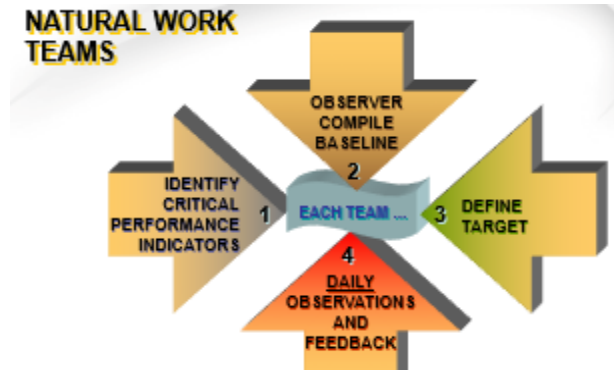 NATURAL WORK
TEAMS
OBSERVER
COMPILE
BASELINE
2
IDENTIFY
CRITICAL
PERFORMANCE
INDICATORS
1
EACH TEAM ...
3
DEFINE
TARGET
4
DAILY
OBSERVATIONS
AND
FEEDBACK